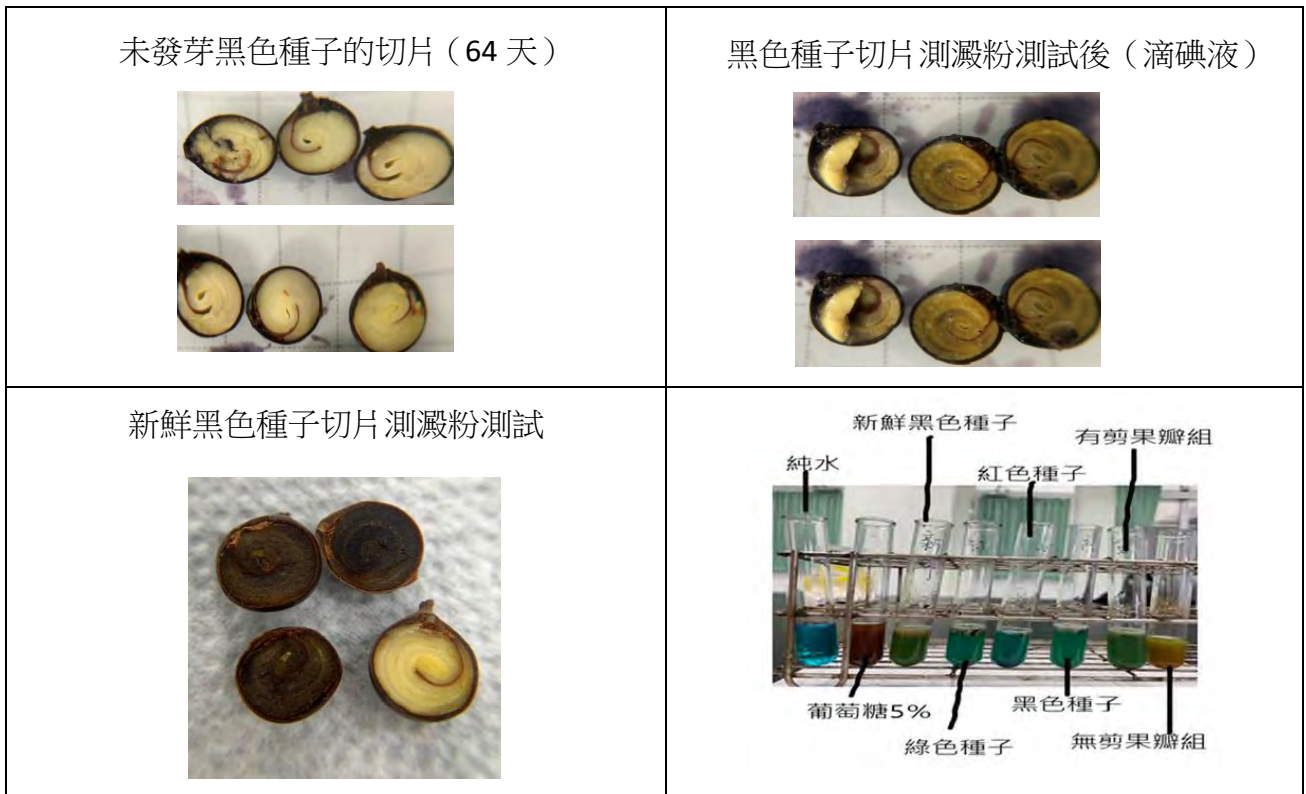 未發芽黑色種子的切片（64 天）
黑色種子切片測澱粉測試後（滴碘液）
新鮮黑色種子切片測澱粉測試
新鮮黑色種子
有剪果瓣組
純水
紅色種子
葡萄糖5%
黑色種子
綠色種子
無剪果瓣組